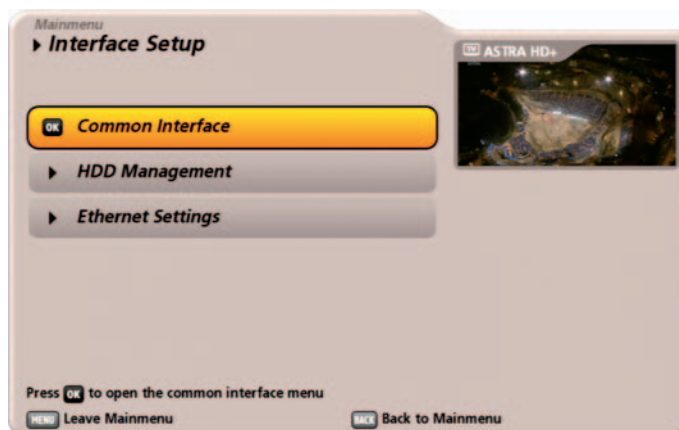 Mainmenu
Interface Setup
TV ASTRA HD+
OK Common Interface
HDD Management
Ethernet Settings
Press OK to open the common interface menu
MENU Leave Mainmenu
BACK Back to Mainmenu